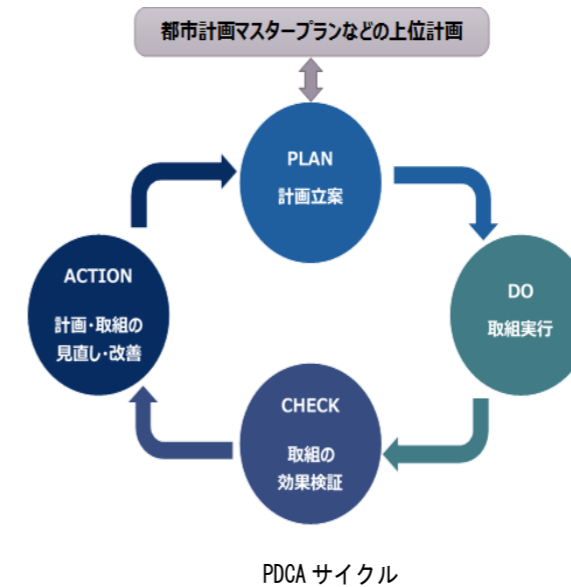 都市計画マスタープランなどの上位計画
PLAN
計画立案
DO
取組実行
CHECK
取組の
効果検証
ACTION
計画・取組の
見直し・改善
PDCA サイクル